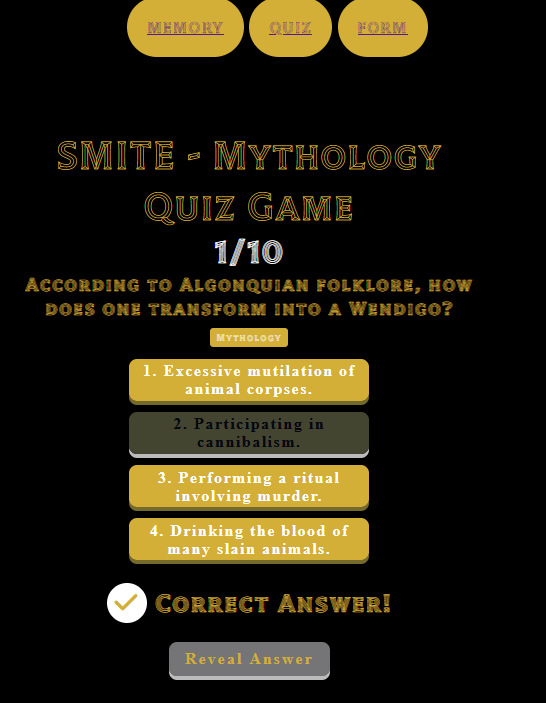 MEMORY QUIZ FORM
SMITE - Mythology
Quiz Game
1/10
According to Algonquian folklore, how
does one transform into a Wendigo?
Mythology
1. Excessive mutilation of
animal corpses.
2. Participating in
cannibalism.
3. Performing a ritual
involving murder.
4. Drinking the blood of
many slain animals.
Correct Answer!
Reveal Answer